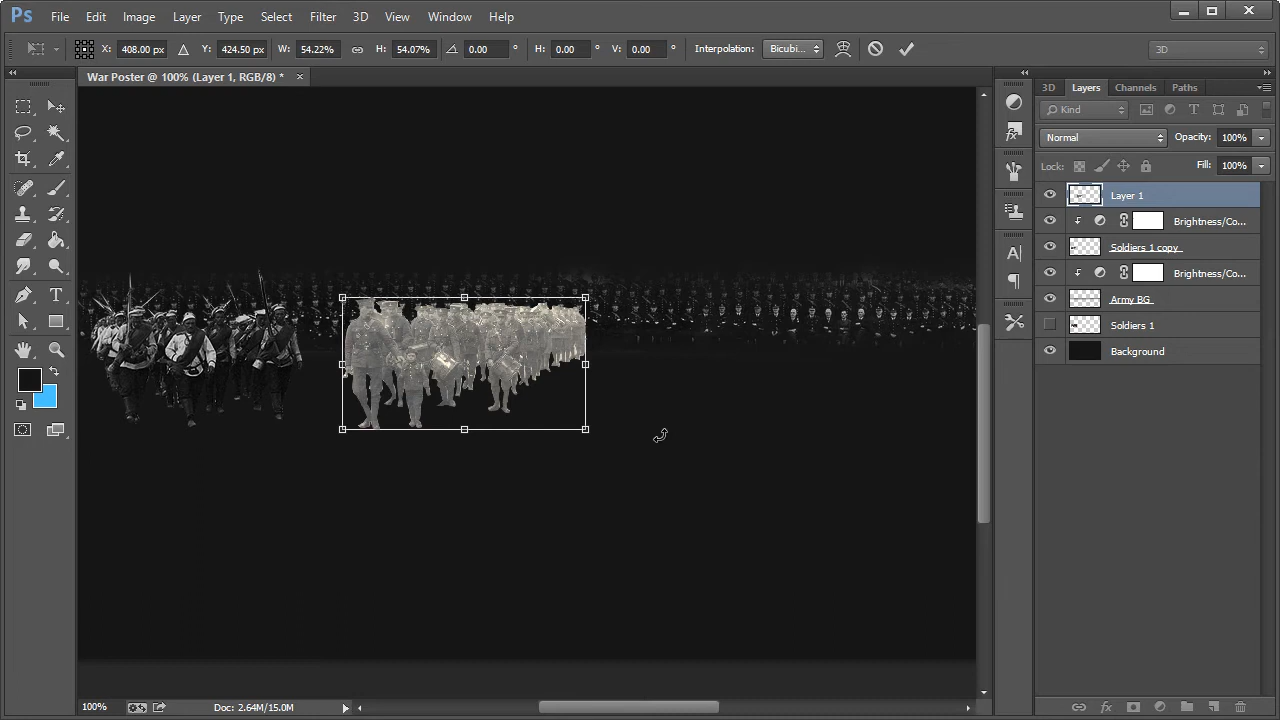 Ps File Edit Image Layer Type Select Filter 3D View Window Help
X: 408.00 px Y: 424.50 px W: 54.22% H: 54.07% 0.00 ° H: 0.00 ° V: 0.00 ° Interpolation: Bicubi... 3D
War Poster @ 100% (Layer 1, RGB/8) * ×
3D Layers Channels Paths
Kind
Normal Opacity: 100%
Lock: Fill: 100%
Layer 1
Brightness/Co...
Soldiers 1 copy
Brightness/Co...
Army BG
Soldiers 1
Background
100% Doc: 2.64M/15.0M